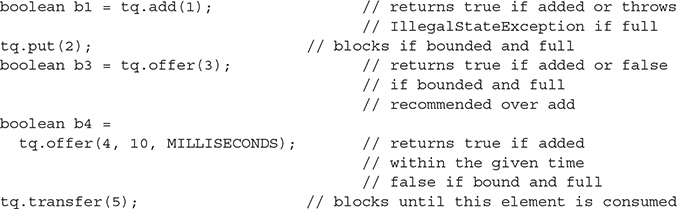 boolean b1 = tq.add(1);                    // returns true if added or throws
                                           // IllegalStateException if full
tq.put(2);                      // blocks if bounded and full
boolean b3 = tq.offer(3);                  // returns true if added or false
                                           // if bounded and full
                                           // recommended over add
boolean b4 =
  tq.offer(4, 10, MILLISECONDS);           // returns true if added
                                           // within the given time
                                           // false if bound and full
tq.transfer(5);                 // blocks until this element is consumed